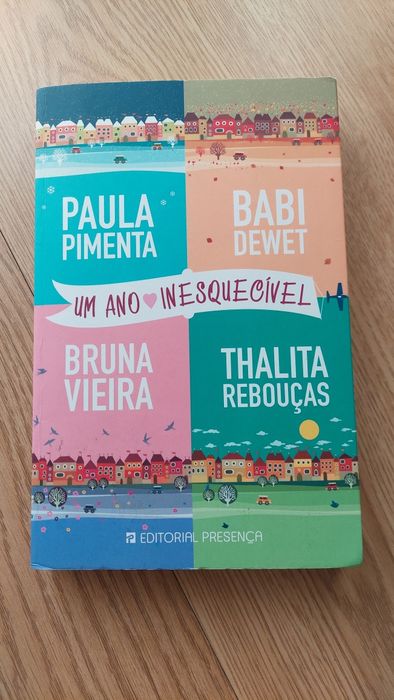 PAULA
PIMENTA
BABI
DEWET
UM ANO INESQUECÍVEL
BRUNA
VIEIRA
THALITA
REBOUÇAS
EDITORIAL PRESENÇA